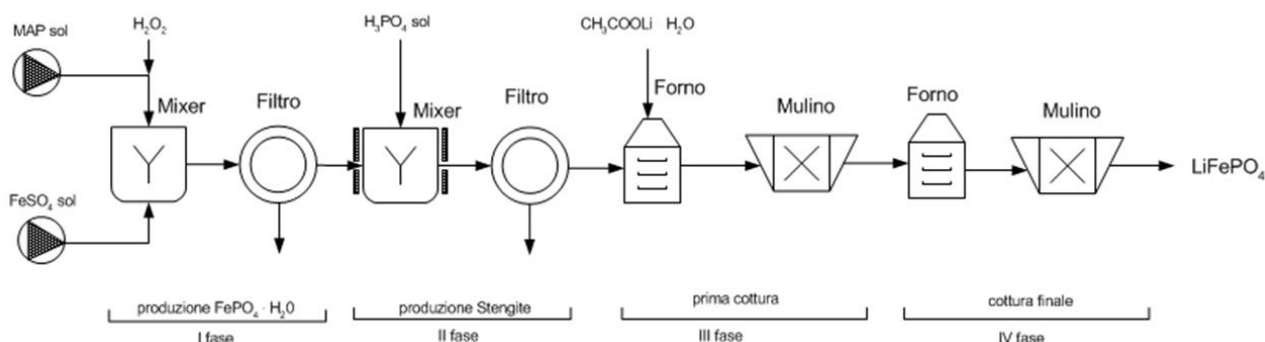 MAP sol
H₂O₂
H₃PO₄ sol
CH₃COOLi H₂O
Mixer
Filtro
Mixer
Filtro
Forno
Mulino
Forno
Mulino
FeSO₄ sol
LiFePO₄
produzione FePO₄ · H₂0
produzione Stengite
prima cottura
cottura finale
I fase
II fase
III fase
IV fase